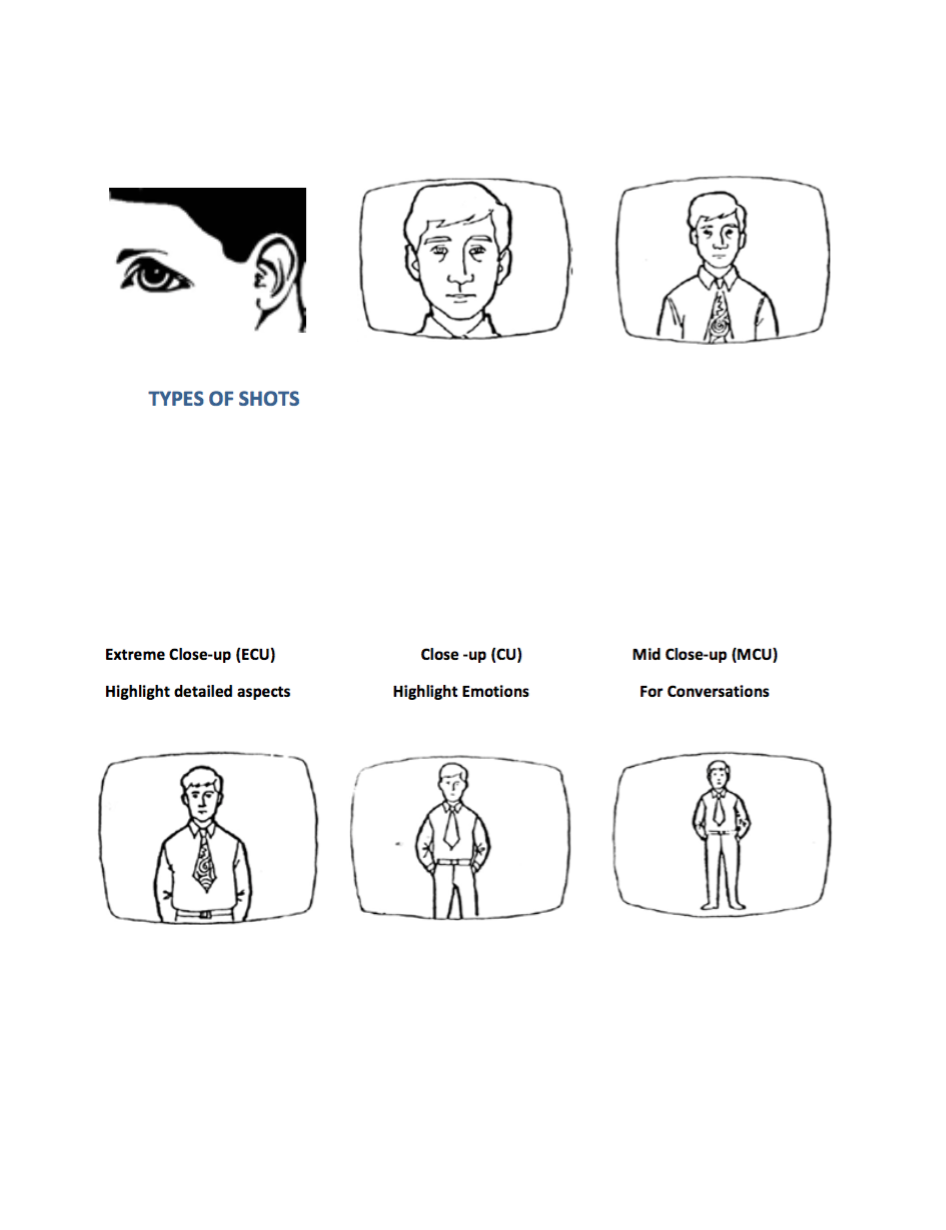 TYPES OF SHOTS
Extreme Close-up (ECU) Close -up (CU) Mid Close-up (MCU)
Highlight detailed aspects Highlight Emotions For Conversations